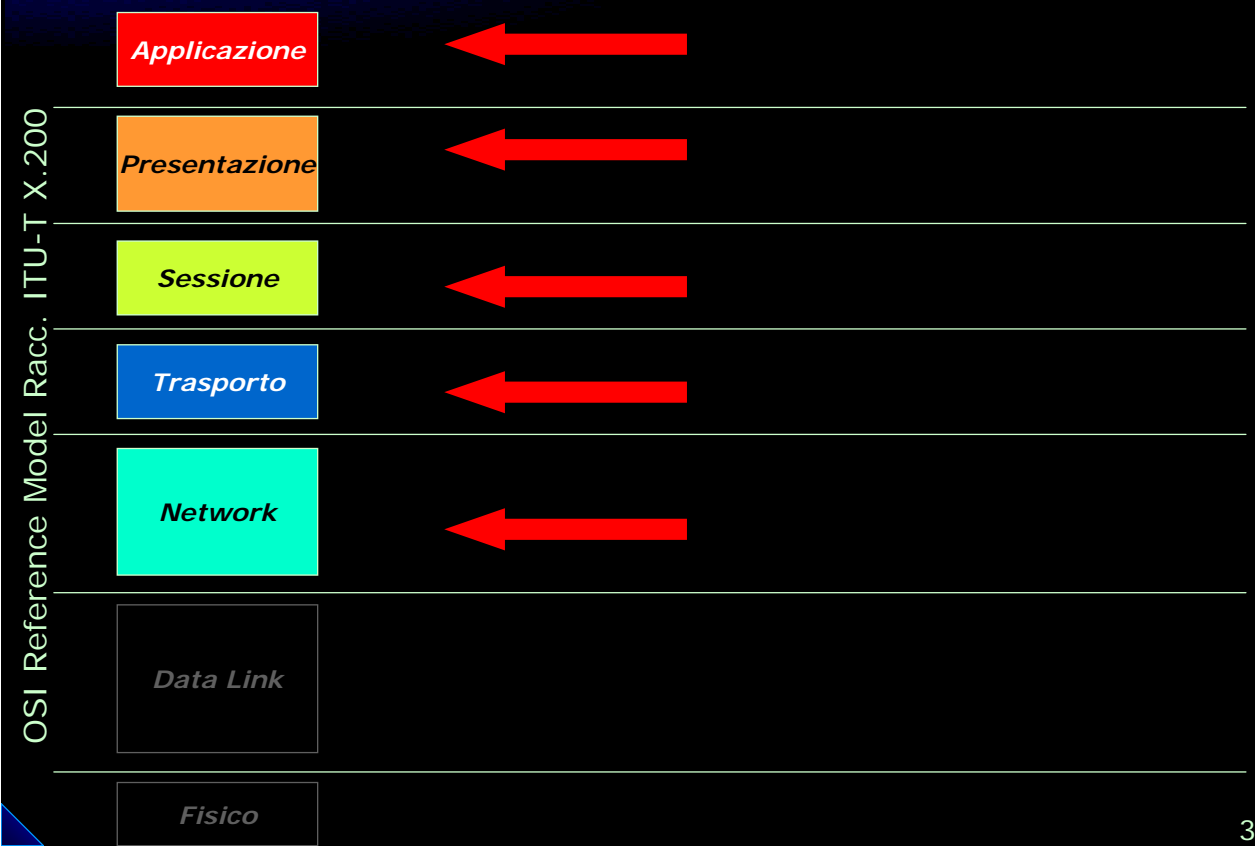 OSI Reference Model Racc. ITU-T X.200
Applicazione
Presentazione
Sessione
Trasporto
Network
Data Link
Fisico
3